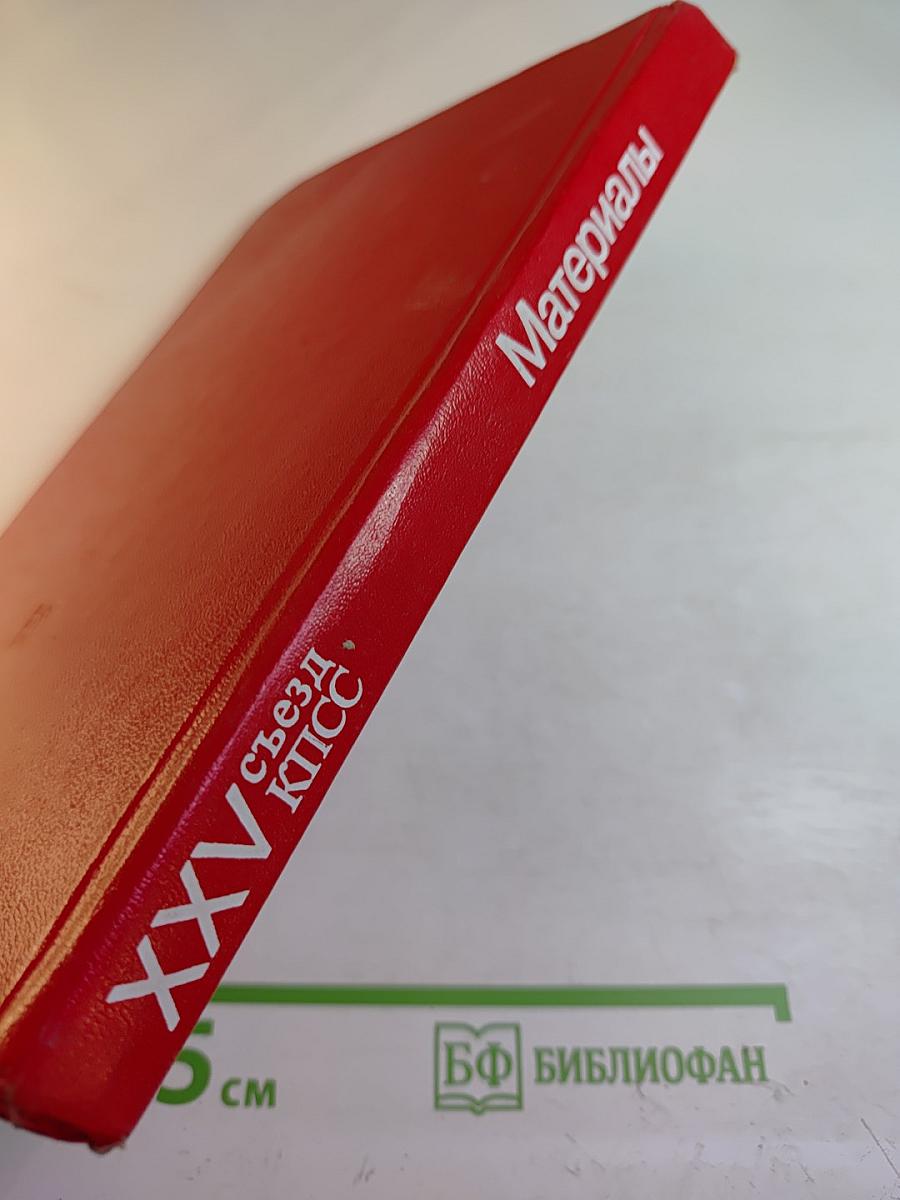 XXV съезд
КПСС
Материалы
5 см
БФ БИБЛИОФАН